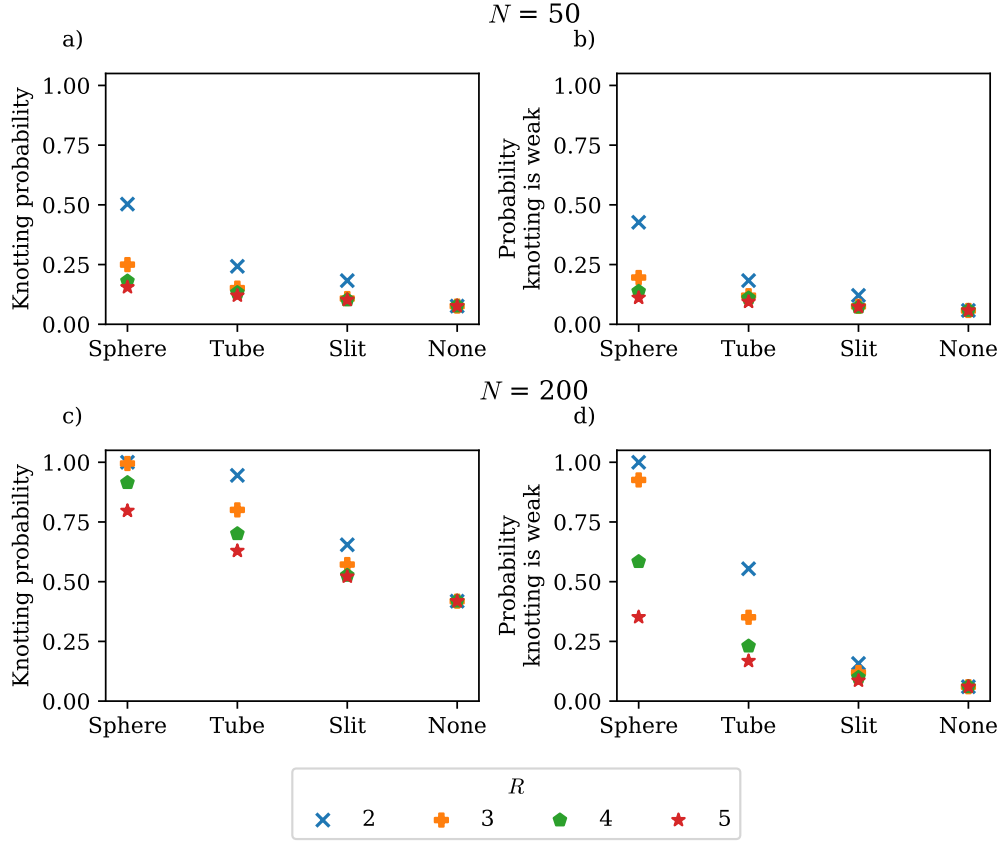 N = 50
a)
b)
1.00
0.75
0.50
0.25
0.00
Knotting probability
Sphere Tube Slit None
1.00
0.75
0.50
0.25
0.00
Probability
knotting is weak
Sphere Tube Slit None
N = 200
c)
d)
1.00
0.75
0.50
0.25
0.00
Knotting probability
Sphere Tube Slit None
1.00
0.75
0.50
0.25
0.00
Probability
knotting is weak
Sphere Tube Slit None
R
2 3 4 5